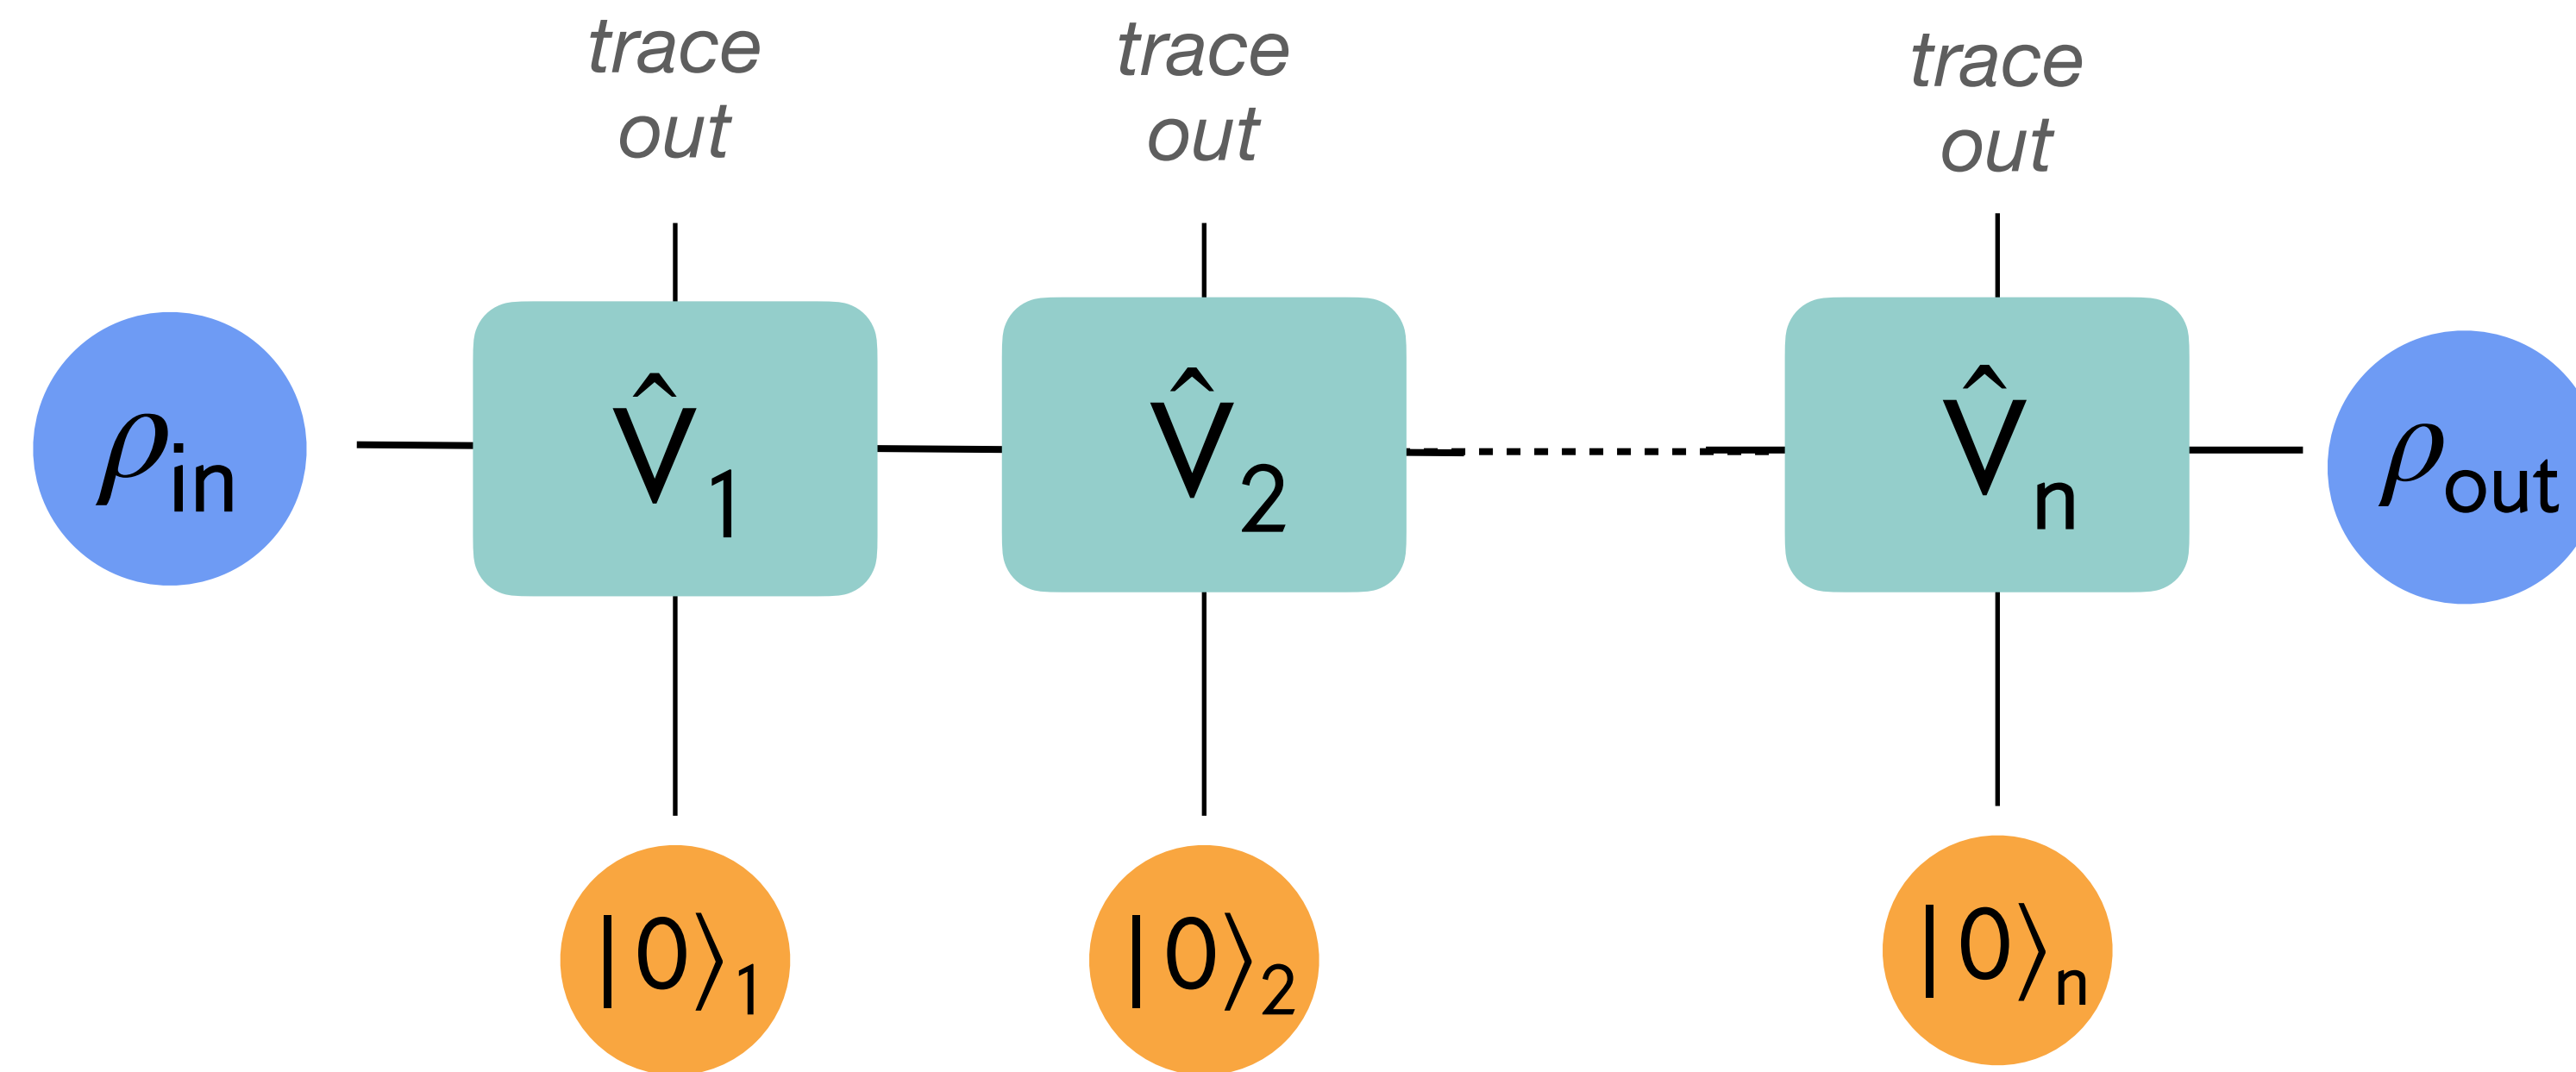 trace
out
trace
out
trace
out
ρin
V̂1
V̂2
V̂n
ρout
|0⟩1
|0⟩2
|0⟩n